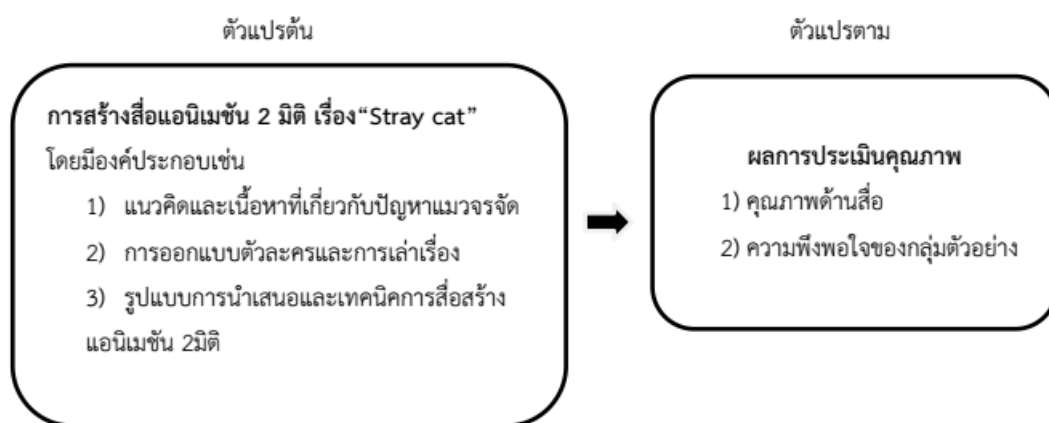 ตัวแปรต้น
การสร้างสื่อแอนิเมชัน 2 มิติ เรื่อง“Stray cat”
โดยมีองค์ประกอบเช่น
1) แนวคิดและเนื้อหาที่เกี่ยวกับปัญหาแมวจรจัด
2) การออกแบบตัวละครและการเล่าเรื่อง
3) รูปแบบการนำเสนอและเทคนิคการสื่อสร้าง
แอนิเมชัน 2มิติ
ตัวแปรตาม
ผลการประเมินคุณภาพ
1) คุณภาพด้านสื่อ
2) ความพึงพอใจของกลุ่มตัวอย่าง